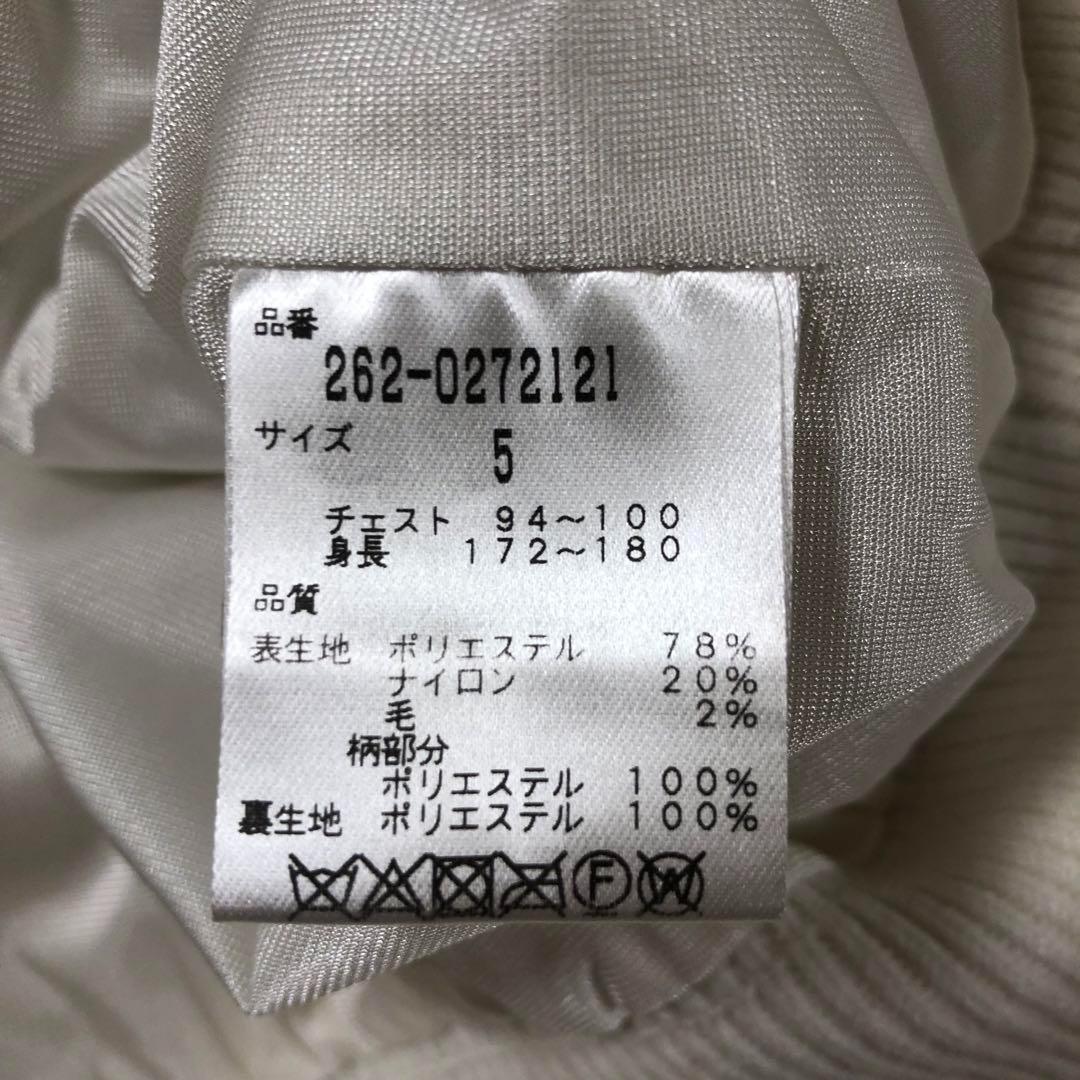 品番
262-0272121
サイズ 5
チェスト 94～100
身長 172～180
品質
表生地 ポリエステル 78%
ナイロン 20%
毛 2%
柄部分
ポリエステル 100%
裏生地 ポリエステル 100%
F W